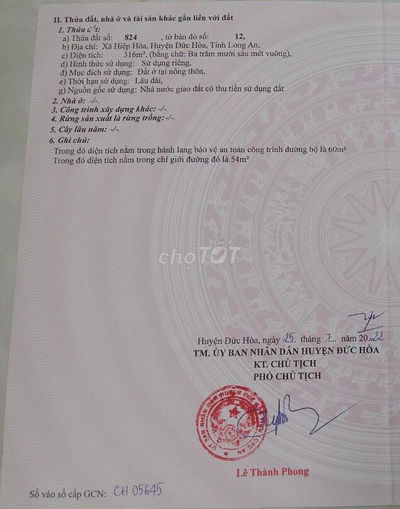 II. Thửa đất, nhà ở và tài sản khác gắn liền với đất
1. Thửa đất:
a) Thửa đất số: 824, tờ bản đồ số: 12,
b) Địa chỉ: Xã Hiệp Hòa, Huyện Đức Hòa, Tỉnh Long An,
c) Diện tích: 316m², (bằng chữ: Ba trăm mười sáu mét vuông),
d) Hình thức sử dụng: Sử dụng riêng,
đ) Mục đích sử dụng: Đất ở tại nông thôn,
e) Thời hạn sử dụng: Lâu dài,
g) Nguồn gốc sử dụng: Nhà nước giao đất có thu tiền sử dụng đất
2. Nhà ở: -/-
3. Công trình xây dựng khác: -/-
4. Rừng sản xuất là rừng trồng: -/-.
5. Cây lâu năm: -/-
6. Ghi chú:
Trong đó diện tích nằm trong hành lang bảo vệ an toàn công trình đường bộ là 60m²
Trong đó diện tích nằm trong chỉ giới đường đỏ là 54m²
chợTỐT
Huyện Đức Hòa, ngày 25 tháng 7 năm 2022
TM. ỦY BAN NHÂN DÂN HUYỆN ĐỨC HÒA
KT. CHỦ TỊCH
PHÓ CHỦ TỊCH
Lê Thành Phong
Số vào sổ cấp GCN: CH 05645